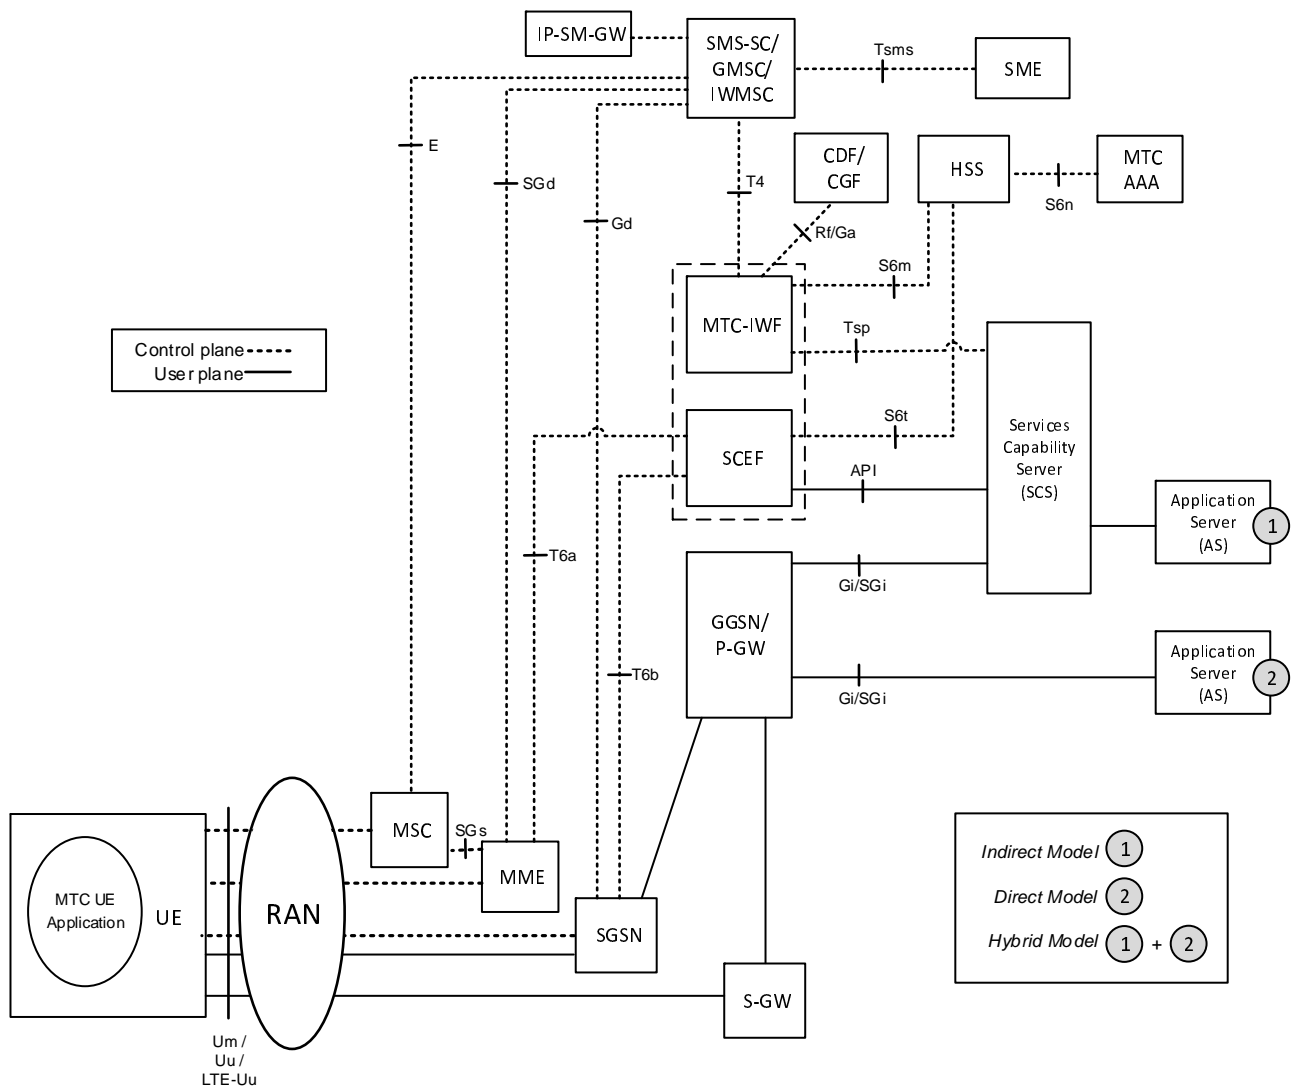 IP-SM-GW
SMS-SC/
GMSC/
IWMSC
Tsms
SME
E
SGd
Gd
T4
CDF/
CGF
Rf/Ga
HSS
S6n
MTC
AAA
S6m
MTC-IWF
Tsp
Control plane
User plane
S6t
SCEF
API
Services
Capability
Server
(SCS)
Application
Server
(AS)
1
T6a
Gi/SGi
GGSN/
P-GW
T6b
Gi/SGi
Application
Server
(AS)
2
MSC
SGs
MME
MTC UE
Application
UE
RAN
SGSN
S-GW
Um /
Uu /
LTE-Uu
Indirect Model 1
Direct Model 2
Hybrid Model 1 + 2